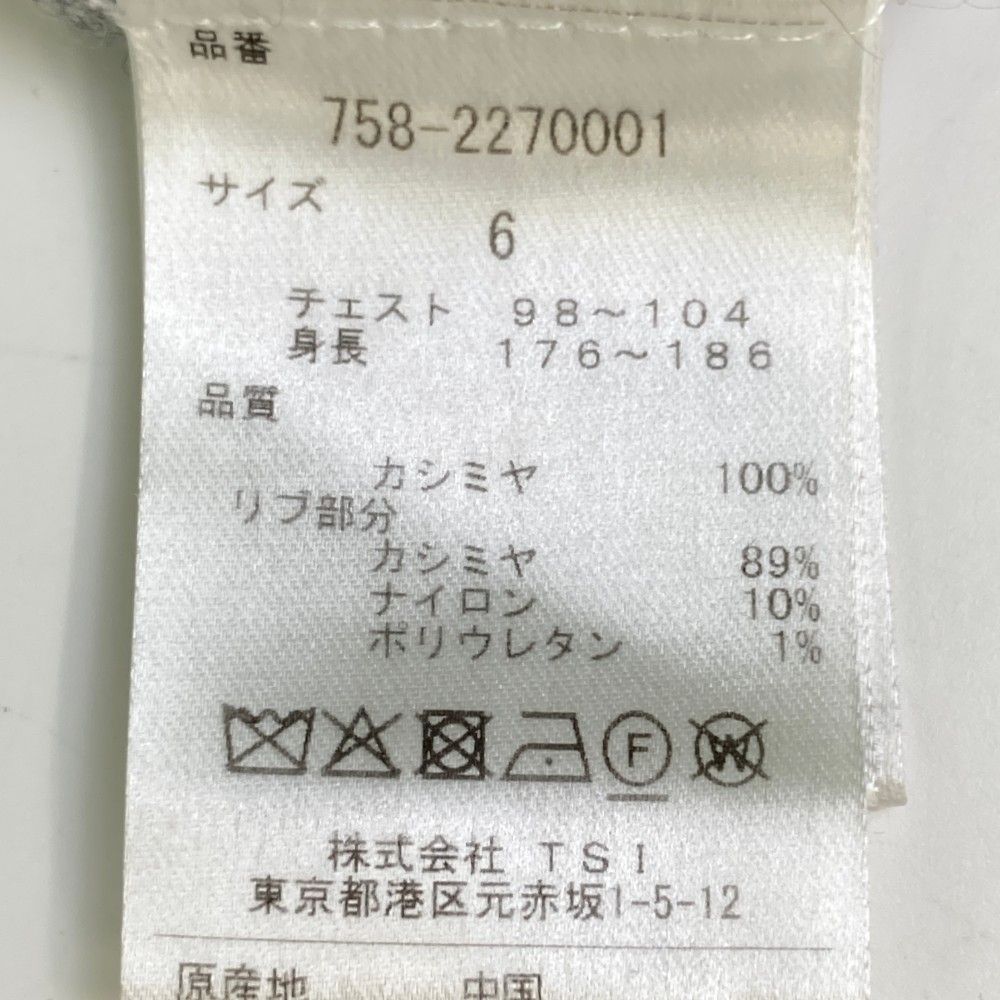 品番
758-2270001
サイズ
6
チェスト 98～104
身長 176～186
品質
カシミヤ 100%
リブ部分
カシミヤ 89%
ナイロン 10%
ポリウレタン 1%
F W
株式会社 TSI
東京都港区元赤坂1-5-12
原産地 中国